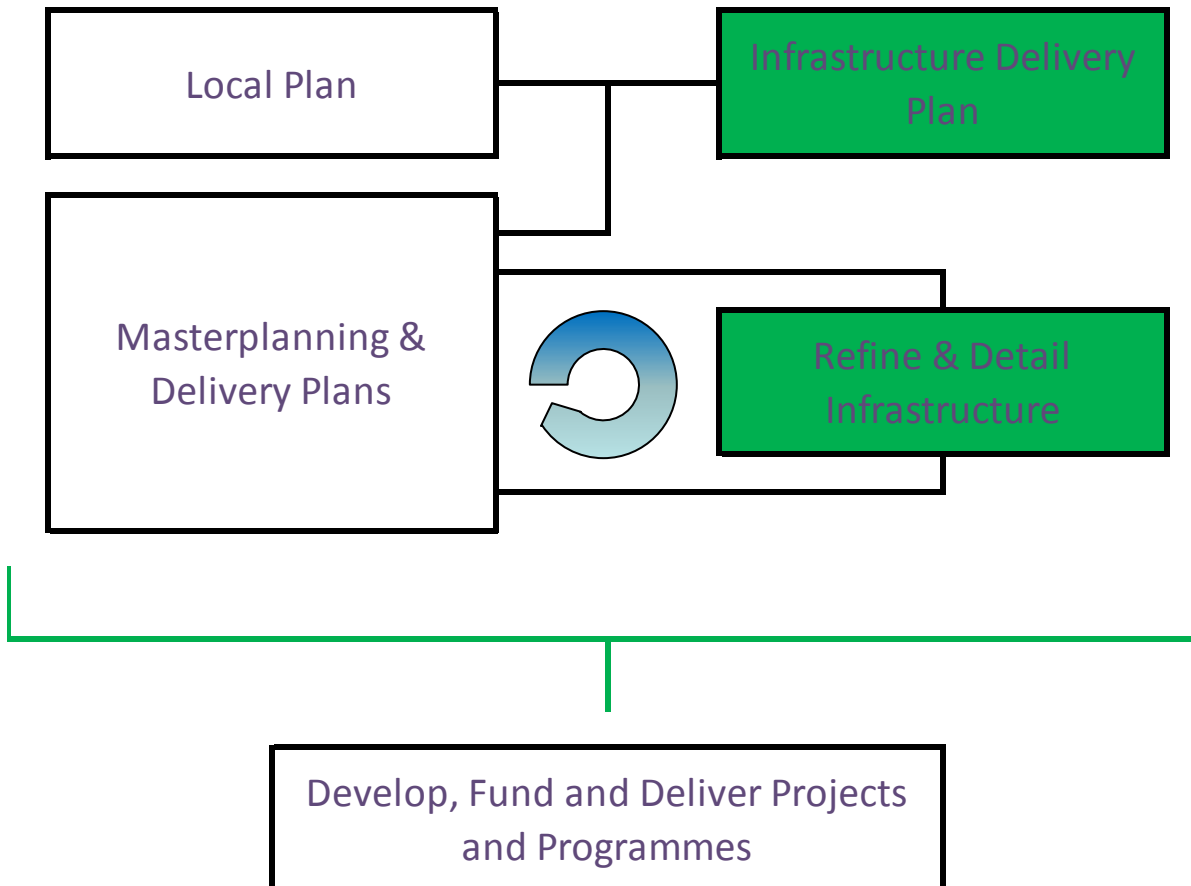 Local Plan
Infrastructure Delivery
Plan
Masterplanning &
Delivery Plans
Refine & Detail
Infrastructure
Develop, Fund and Deliver Projects
and Programmes